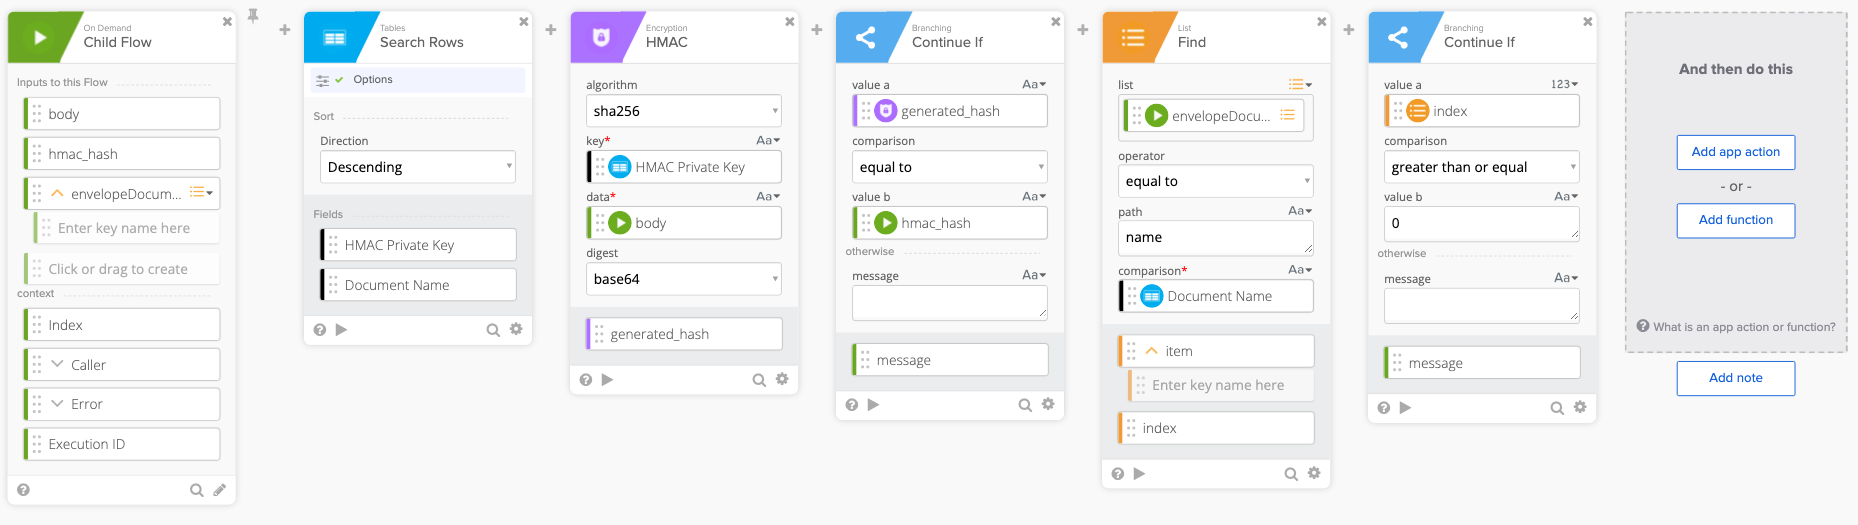 On Demand
Child Flow
Inputs to this Flow
body
hmac_hash
envelopeDocum...
Enter key name here
Click or drag to create
context
Index
Caller
Error
Execution ID
Tables
Search Rows
Options
Sort
Direction
Descending
Fields
HMAC Private Key
Document Name
Encryption
HMAC
algorithm
sha256
key* Aa
HMAC Private Key
data* Aa
body
digest
base64
generated_hash
Branching
Continue If
value a Aa
generated_hash
comparison
equal to
value b Aa
hmac_hash
otherwise
message Aa
message
List
Find
list
envelopeDocu...
operator
equal to
path Aa
name
comparison* Aa
Document Name
item
Enter key name here
index
Branching
Continue If
value a 123
index
comparison
greater than or equal
value b Aa
0
otherwise
message Aa
message
And then do this
Add app action
- or -
Add function
What is an app action or function?
Add note